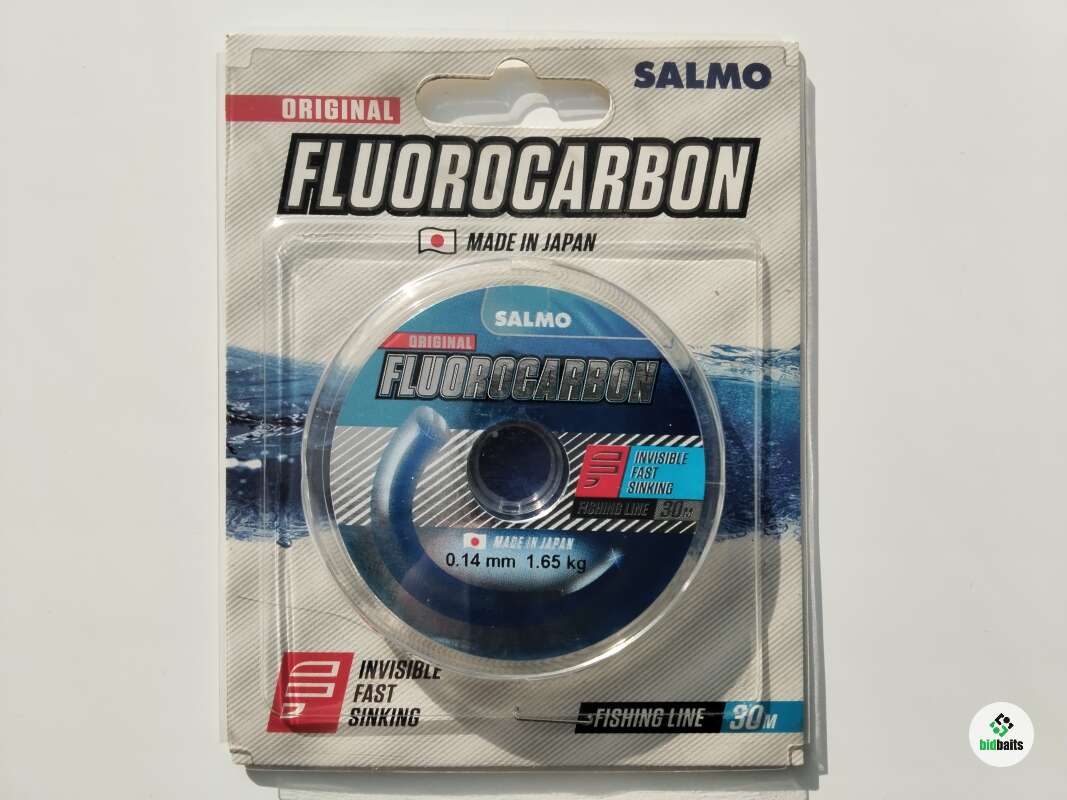 SALMO
ORIGINAL
FLUOROCARBON
MADE IN JAPAN
SALMO
ORIGINAL
FLUOROCARBON
INVISIBLE
FAST
SINKING
FISHING LINE 30M
MADE IN JAPAN
0.14 mm 1.65 kg
INVISIBLE
FAST
SINKING
FISHING LINE 30M
bidbaits